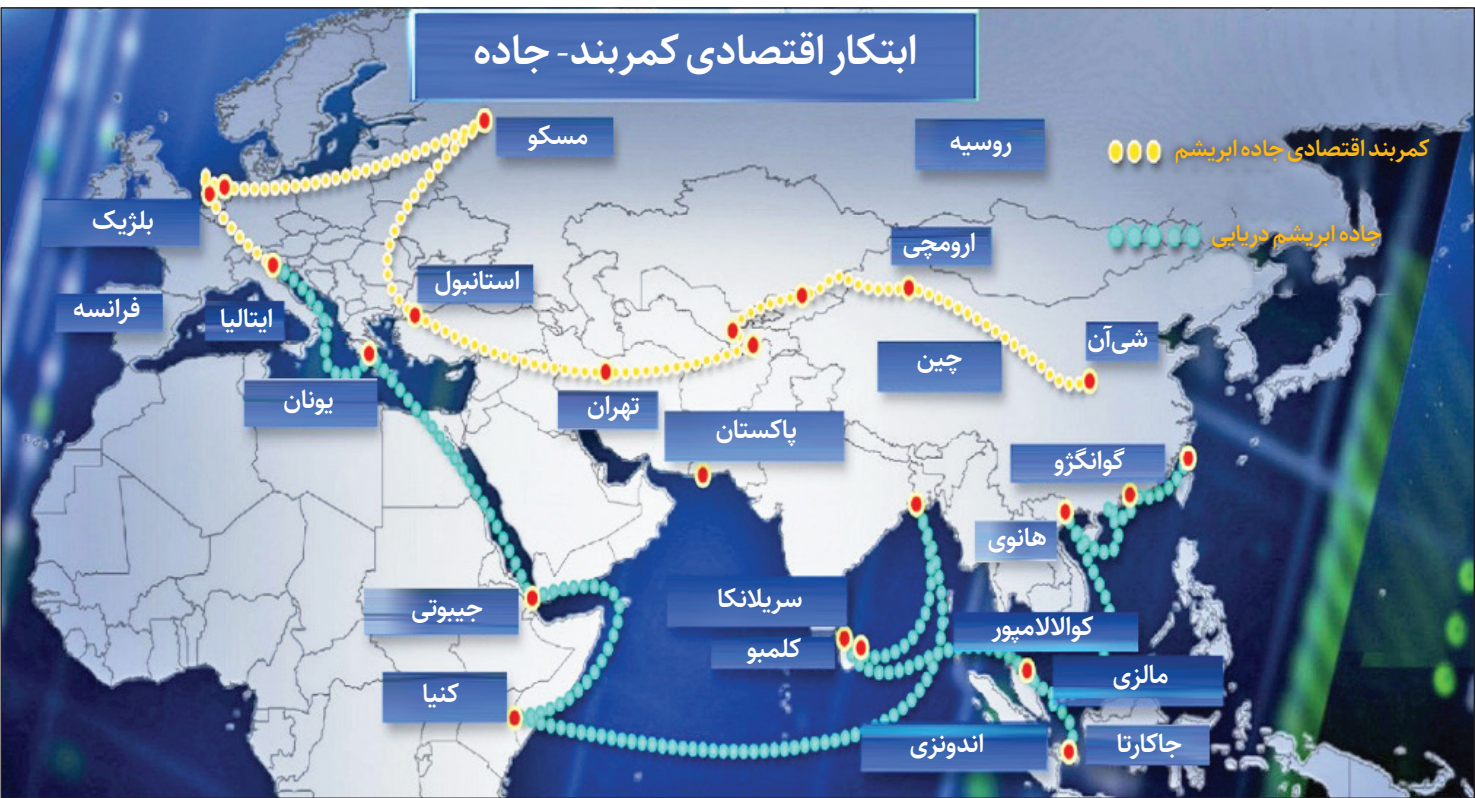 ابتکار اقتصادی کمربند- جاده
کمربند اقتصادی جاده ابریشم
جاده ابریشم دریایی
روسیه
مسکو
بلژیک
ارومچی
استانبول
فرانسه
ایتالیا
شی‌آن
چین
تهران
یونان
پاکستان
گوانگژو
هانوی
سریلانکا
جیبوتی
کوالالامپور
کلمبو
مالزی
کنیا
جاکارتا
اندونزی